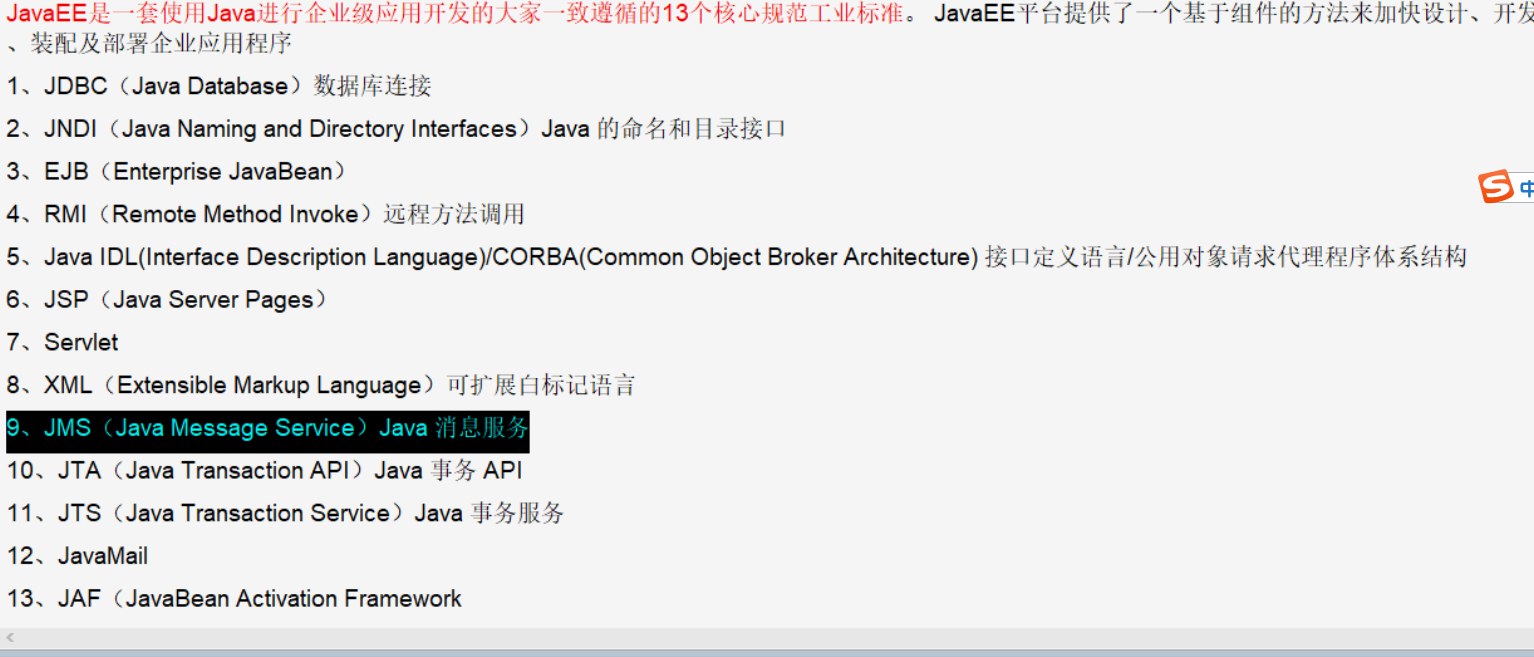 JavaEE是一套使用Java进行企业级应用开发的大家一致遵循的13个核心规范工业标准。 JavaEE平台提供了一个基于组件的方法来加快设计、开发
、装配及部署企业应用程序
1、JDBC（Java Database）数据库连接
2、JNDI（Java Naming and Directory Interfaces）Java 的命名和目录接口
3、EJB（Enterprise JavaBean）
4、RMI（Remote Method Invoke）远程方法调用
5、Java IDL(Interface Description Language)/CORBA(Common Object Broker Architecture) 接口定义语言/公用对象请求代理程序体系结构
6、JSP（Java Server Pages）
7、Servlet
8、XML（Extensible Markup Language）可扩展白标记语言
9、JMS（Java Message Service）Java 消息服务
10、JTA（Java Transaction API）Java 事务 API
11、JTS（Java Transaction Service）Java 事务服务
12、JavaMail
13、JAF（JavaBean Activation Framework
S 中